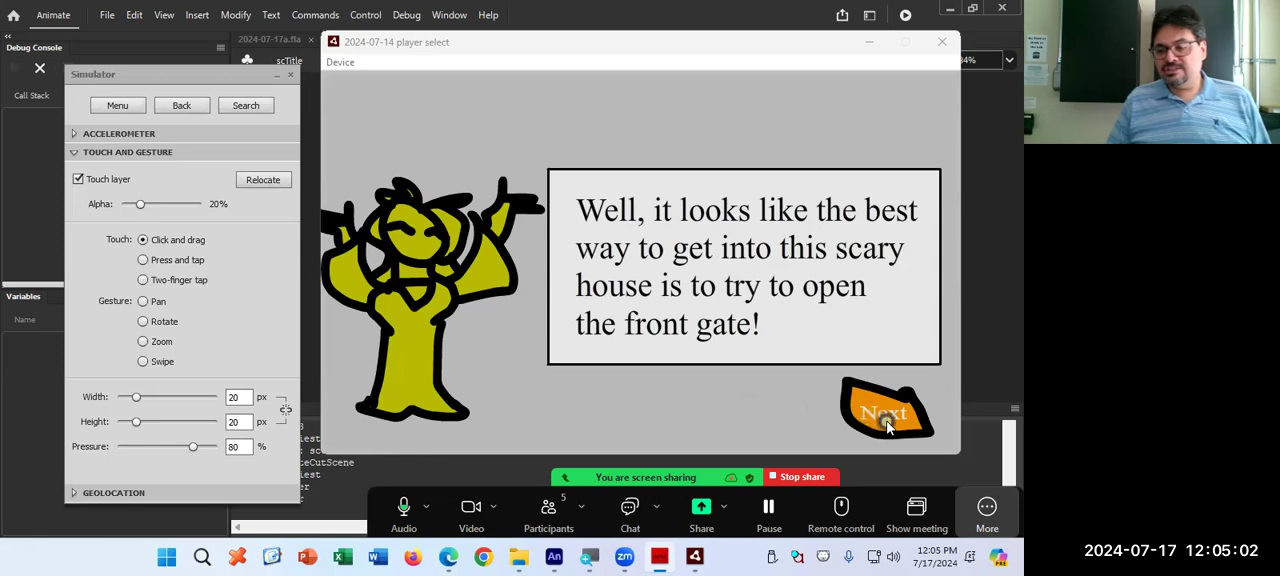 Animate
File
Edit
View
Insert
Modify
Text
Commands
Control
Debug
Window
Help
Debug Console
2024-07-17a.fla
×
scTitle
Call Stack
Simulator
Menu
Back
Search
ACCELEROMETER
TOUCH AND GESTURE
Touch layer
Relocate
Alpha:
20%
Touch:
Click and drag
Press and tap
Two-finger tap
Gesture:
Pan
Rotate
Zoom
Swipe
Width:
20
px
Height:
20
px
Pressure:
80
%
GEOLOCATION
Variables
Name
2024-07-14 player select
Device
Well, it looks like the best
way to get into this scary
house is to try to open
the front gate!
Next
teCutScene
You are screen sharing
Stop share
Audio
Video
5
Participants
Chat
Share
Pause
Remote control
Show meeting
More
12:05 PM
7/17/2024
2024-07-17 12:05:02